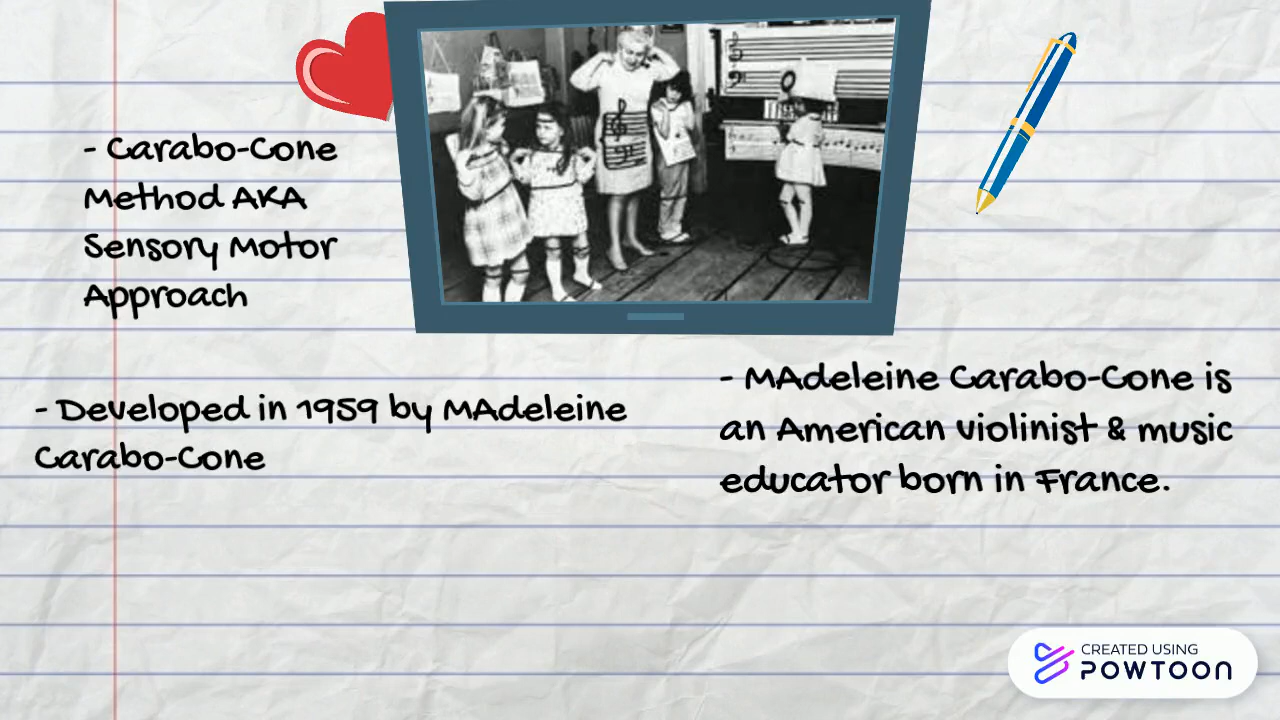 - Carabo-Cone
Method AKA
Sensory Motor
Approach
- Developed in 1959 by MAdeleine
Carabo-Cone
- MAdeleine Carabo-Cone is
an American violinist & music
educator born in France.
CREATED USING
POWTOON